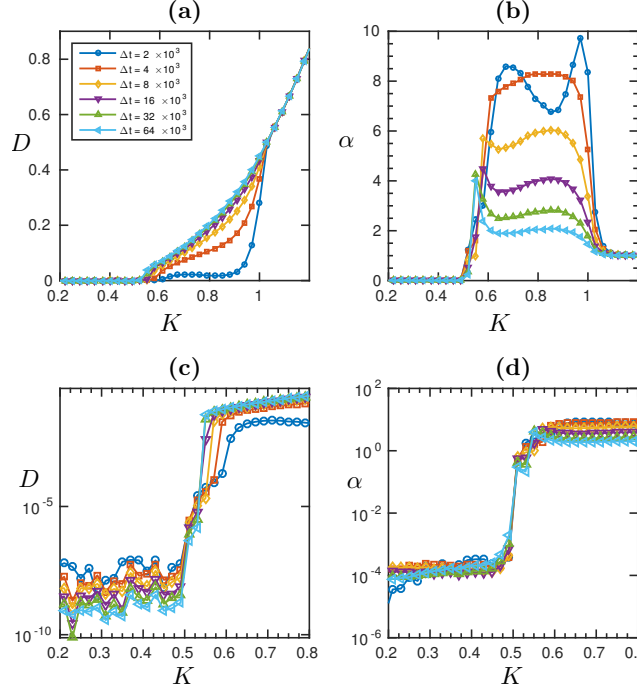 (a)
(b)
D
0.8
0.6
0.4
0.2
0
Δt = 2 ×10³
Δt = 4 ×10³
Δt = 8 ×10³
Δt = 16 ×10³
Δt = 32 ×10³
Δt = 64 ×10³
0.2 0.4 0.6 0.8 1
K
α
10
8
6
4
2
0
0.2 0.4 0.6 0.8 1
K
(c)
(d)
D
10⁻⁵
10⁻¹⁰
0.2 0.3 0.4 0.5 0.6 0.7 0.8
K
α
10²
10⁰
10⁻²
10⁻⁴
10⁻⁶
0.2 0.3 0.4 0.5 0.6 0.7 0.8
K